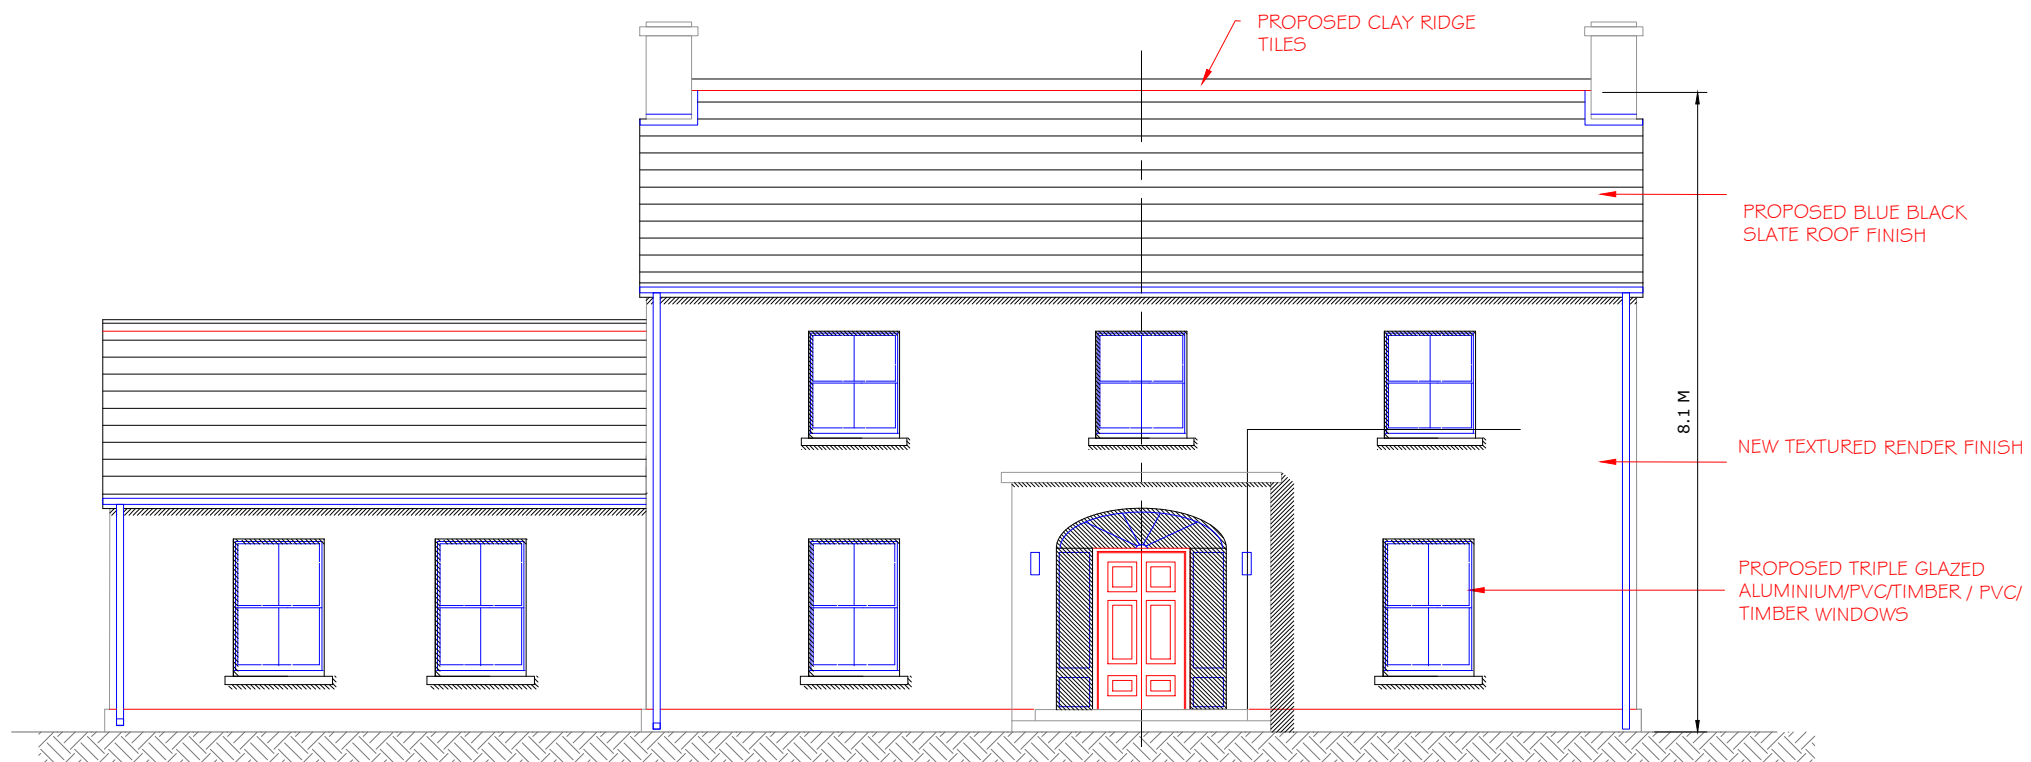 PROPOSED CLAY RIDGE
TILES
PROPOSED BLUE BLACK
SLATE ROOF FINISH
8.1 M
NEW TEXTURED RENDER FINISH
PROPOSED TRIPLE GLAZED
ALUMINIUM/PVC/TIMBER / PVC/
TIMBER WINDOWS